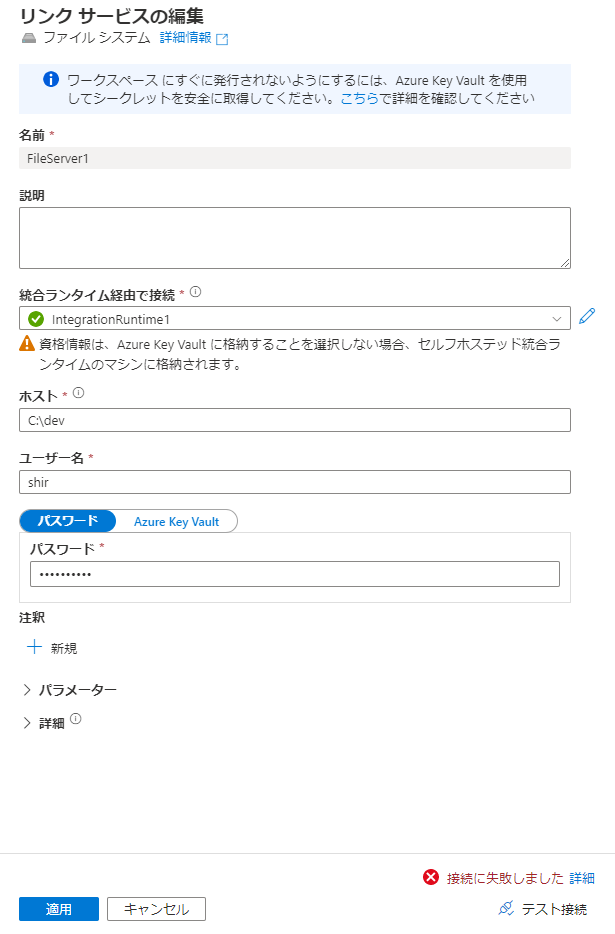 リンク サービスの編集
ファイル システム 詳細情報
ワークスペース にすぐに発行されないようにするには、Azure Key Vault を使用
してシークレットを安全に取得してください。こちらで詳細を確認してください
名前 *
FileServer1
説明
統合ランタイム経由で接続 *
IntegrationRuntime1
資格情報は、Azure Key Vault に格納することを選択しない場合、セルフホステッド統合ラ
ンタイムのマシンに格納されます。
ホスト *
C:\dev
ユーザー名 *
shir
パスワード Azure Key Vault
パスワード *
••••••••••
注釈
新規
パラメーター
詳細
接続に失敗しました 詳細
適用 キャンセル テスト接続